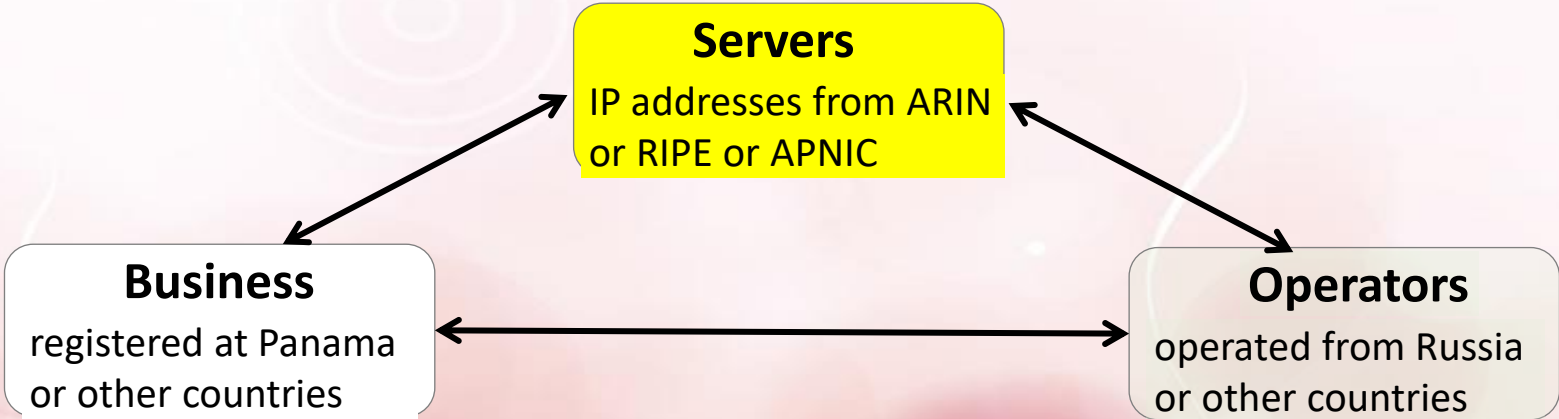 Servers
IP addresses from ARIN
or RIPE or APNIC
Business
registered at Panama
or other countries
Operators
operated from Russia
or other countries